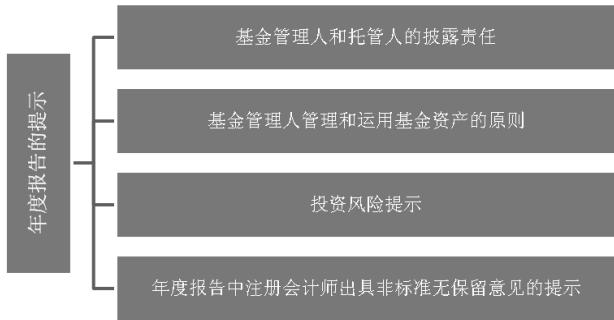 年度报告的提示
基金管理人和托管人的披露责任
基金管理人管理和运用基金资产的原则
投资风险提示
年度报告中注册会计师出具非标准无保留意见的提示